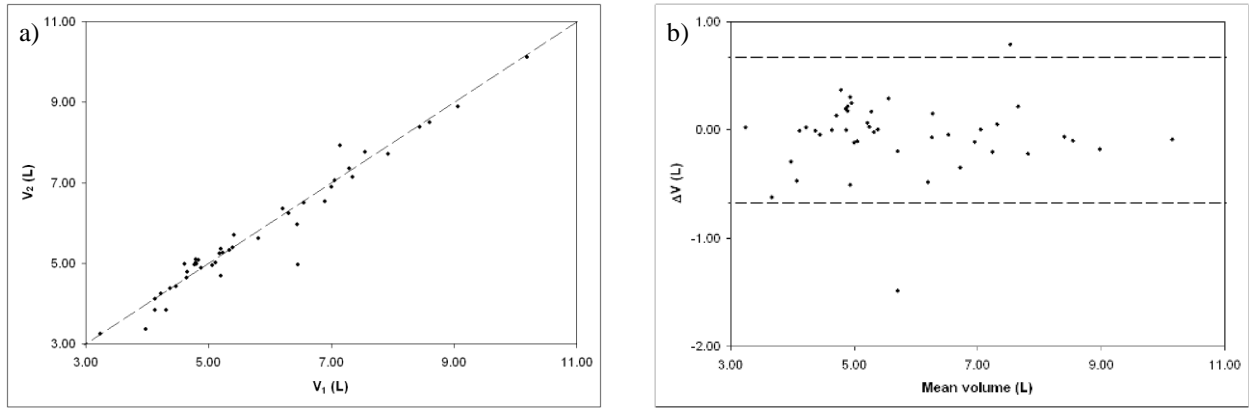 a)
11.00
9.00
7.00
5.00
3.00
V₂ (L)
3.00 5.00 7.00 9.00 11.00
V₁ (L)
b)
1.00
0.00
-1.00
-2.00
ΔV (L)
3.00 5.00 7.00 9.00 11.00
Mean volume (L)